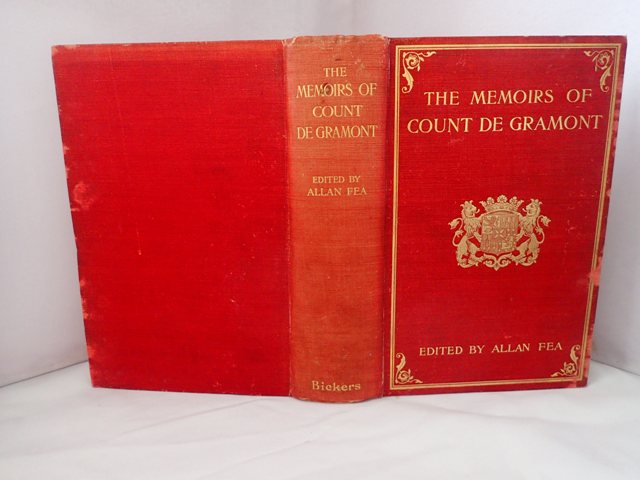 THE
MEMOIRS OF
COUNT
DE GRAMONT
EDITED BY
ALLAN FEA
Bickers
THE MEMOIRS OF
COUNT DE GRAMONT
EDITED BY ALLAN FEA